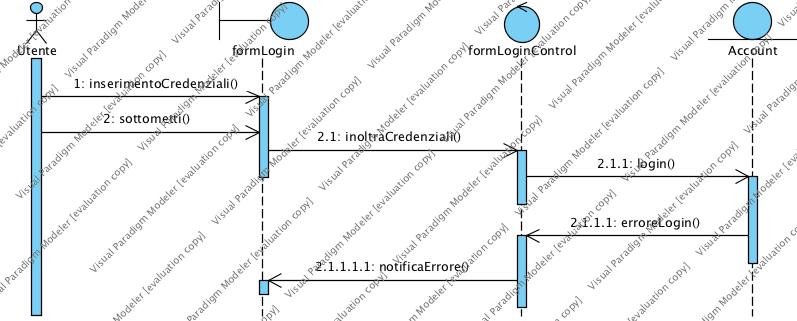 Utente
formLogin
formLoginControl
Account
1: inserimentoCredenziali()
2: sottometti()
2.1: inoltraCredenziali()
2.1.1: login()
2.1.1.1: erroreLogin()
2.1.1.1.1: notificaErrore()
Visual Paradigm Modeler [evaluation copy]